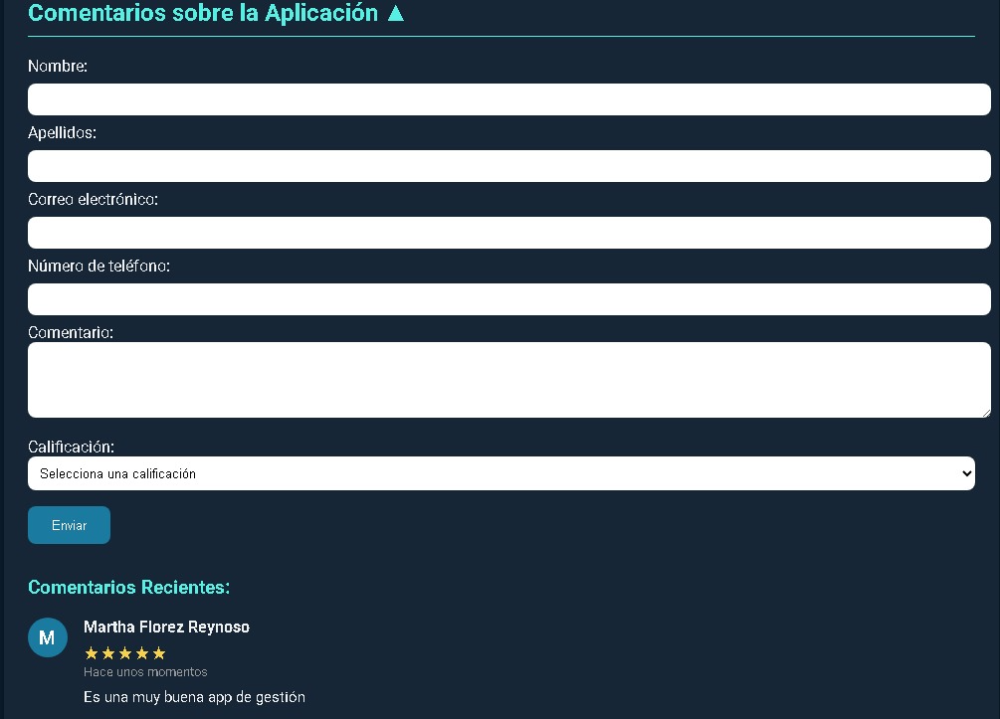 Comentarios sobre la Aplicación ▲
Nombre:
Apellidos:
Correo electrónico:
Número de teléfono:
Comentario:
Calificación:
Selecciona una calificación
Enviar
Comentarios Recientes:
M
Martha Florez Reynoso
★★★★★
Hace unos momentos
Es una muy buena app de gestión